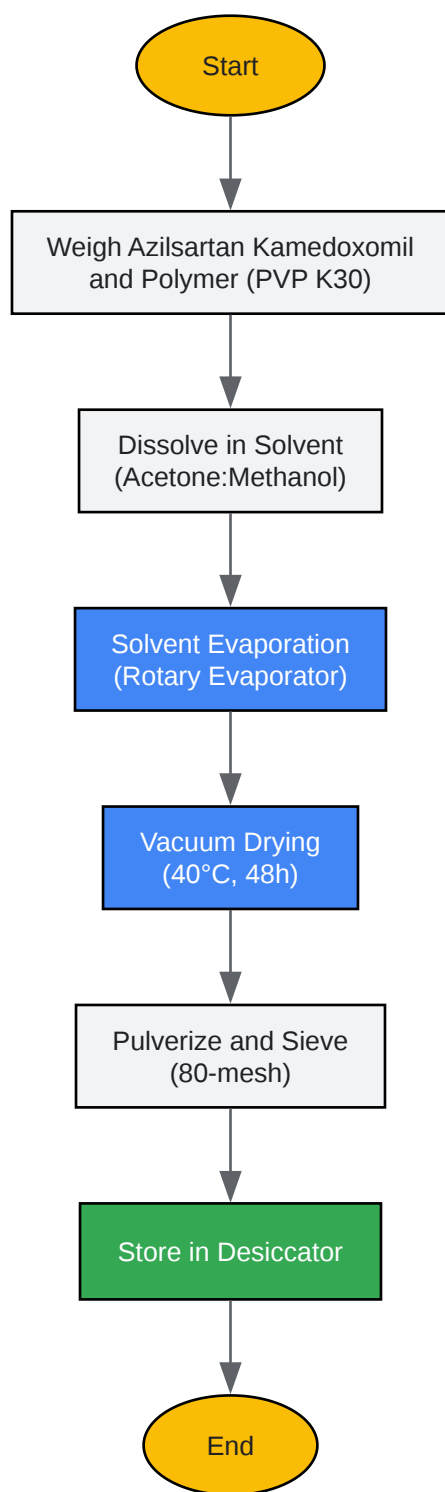 Start
Weigh Azilsartan Kamedoxomil
and Polymer (PVP K30)
Dissolve in Solvent
(Acetone:Methanol)
Solvent Evaporation
(Rotary Evaporator)
Vacuum Drying
(40°C, 48h)
Pulverize and Sieve
(80-mesh)
Store in Desiccator
End